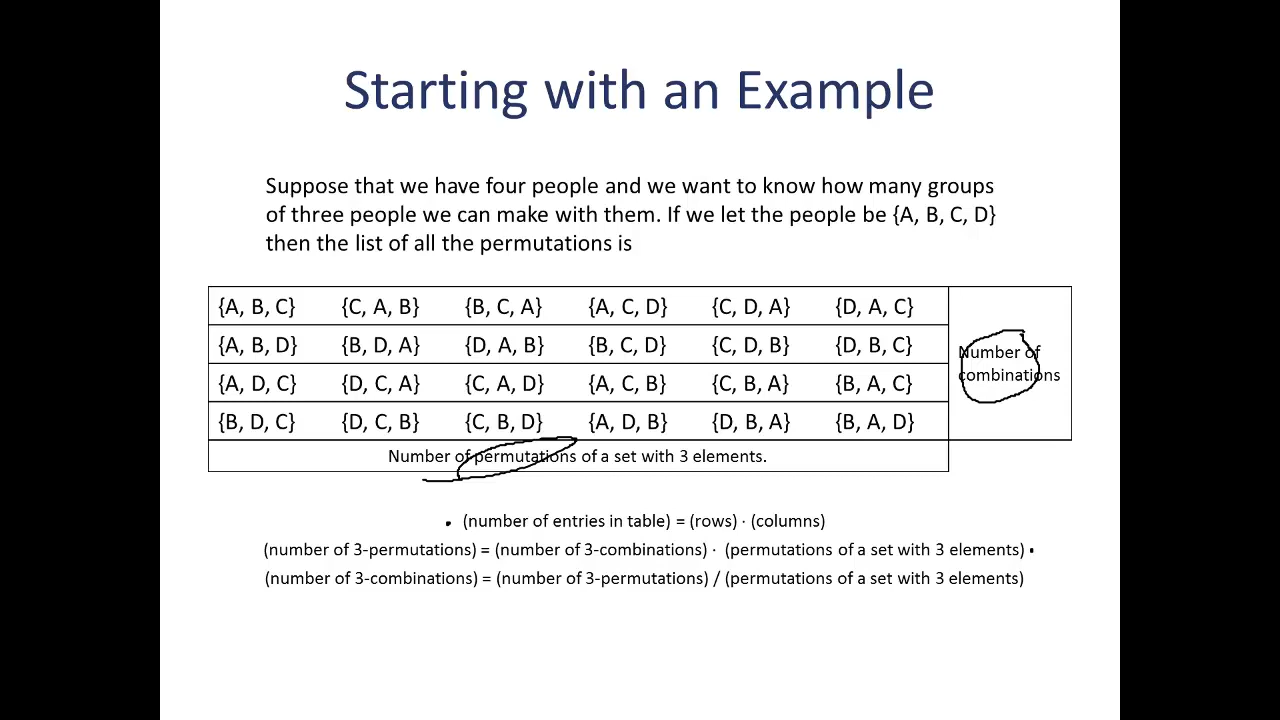 Starting with an Example
Suppose that we have four people and we want to know how many groups
of three people we can make with them. If we let the people be {A, B, C, D}
then the list of all the permutations is
{A, B, C} {C, A, B} {B, C, A} {A, C, D} {C, D, A} {D, A, C}
{A, B, D} {B, D, A} {D, A, B} {B, C, D} {C, D, B} {D, B, C}
{A, D, C} {D, C, A} {C, A, D} {A, C, B} {C, B, A} {B, A, C}
{B, D, C} {D, C, B} {C, B, D} {A, D, B} {D, B, A} {B, A, D}
Number of
combinations
Number of permutations of a set with 3 elements.
(number of entries in table) = (rows) · (columns)
(number of 3-permutations) = (number of 3-combinations) · (permutations of a set with 3 elements)
(number of 3-combinations) = (number of 3-permutations) / (permutations of a set with 3 elements)